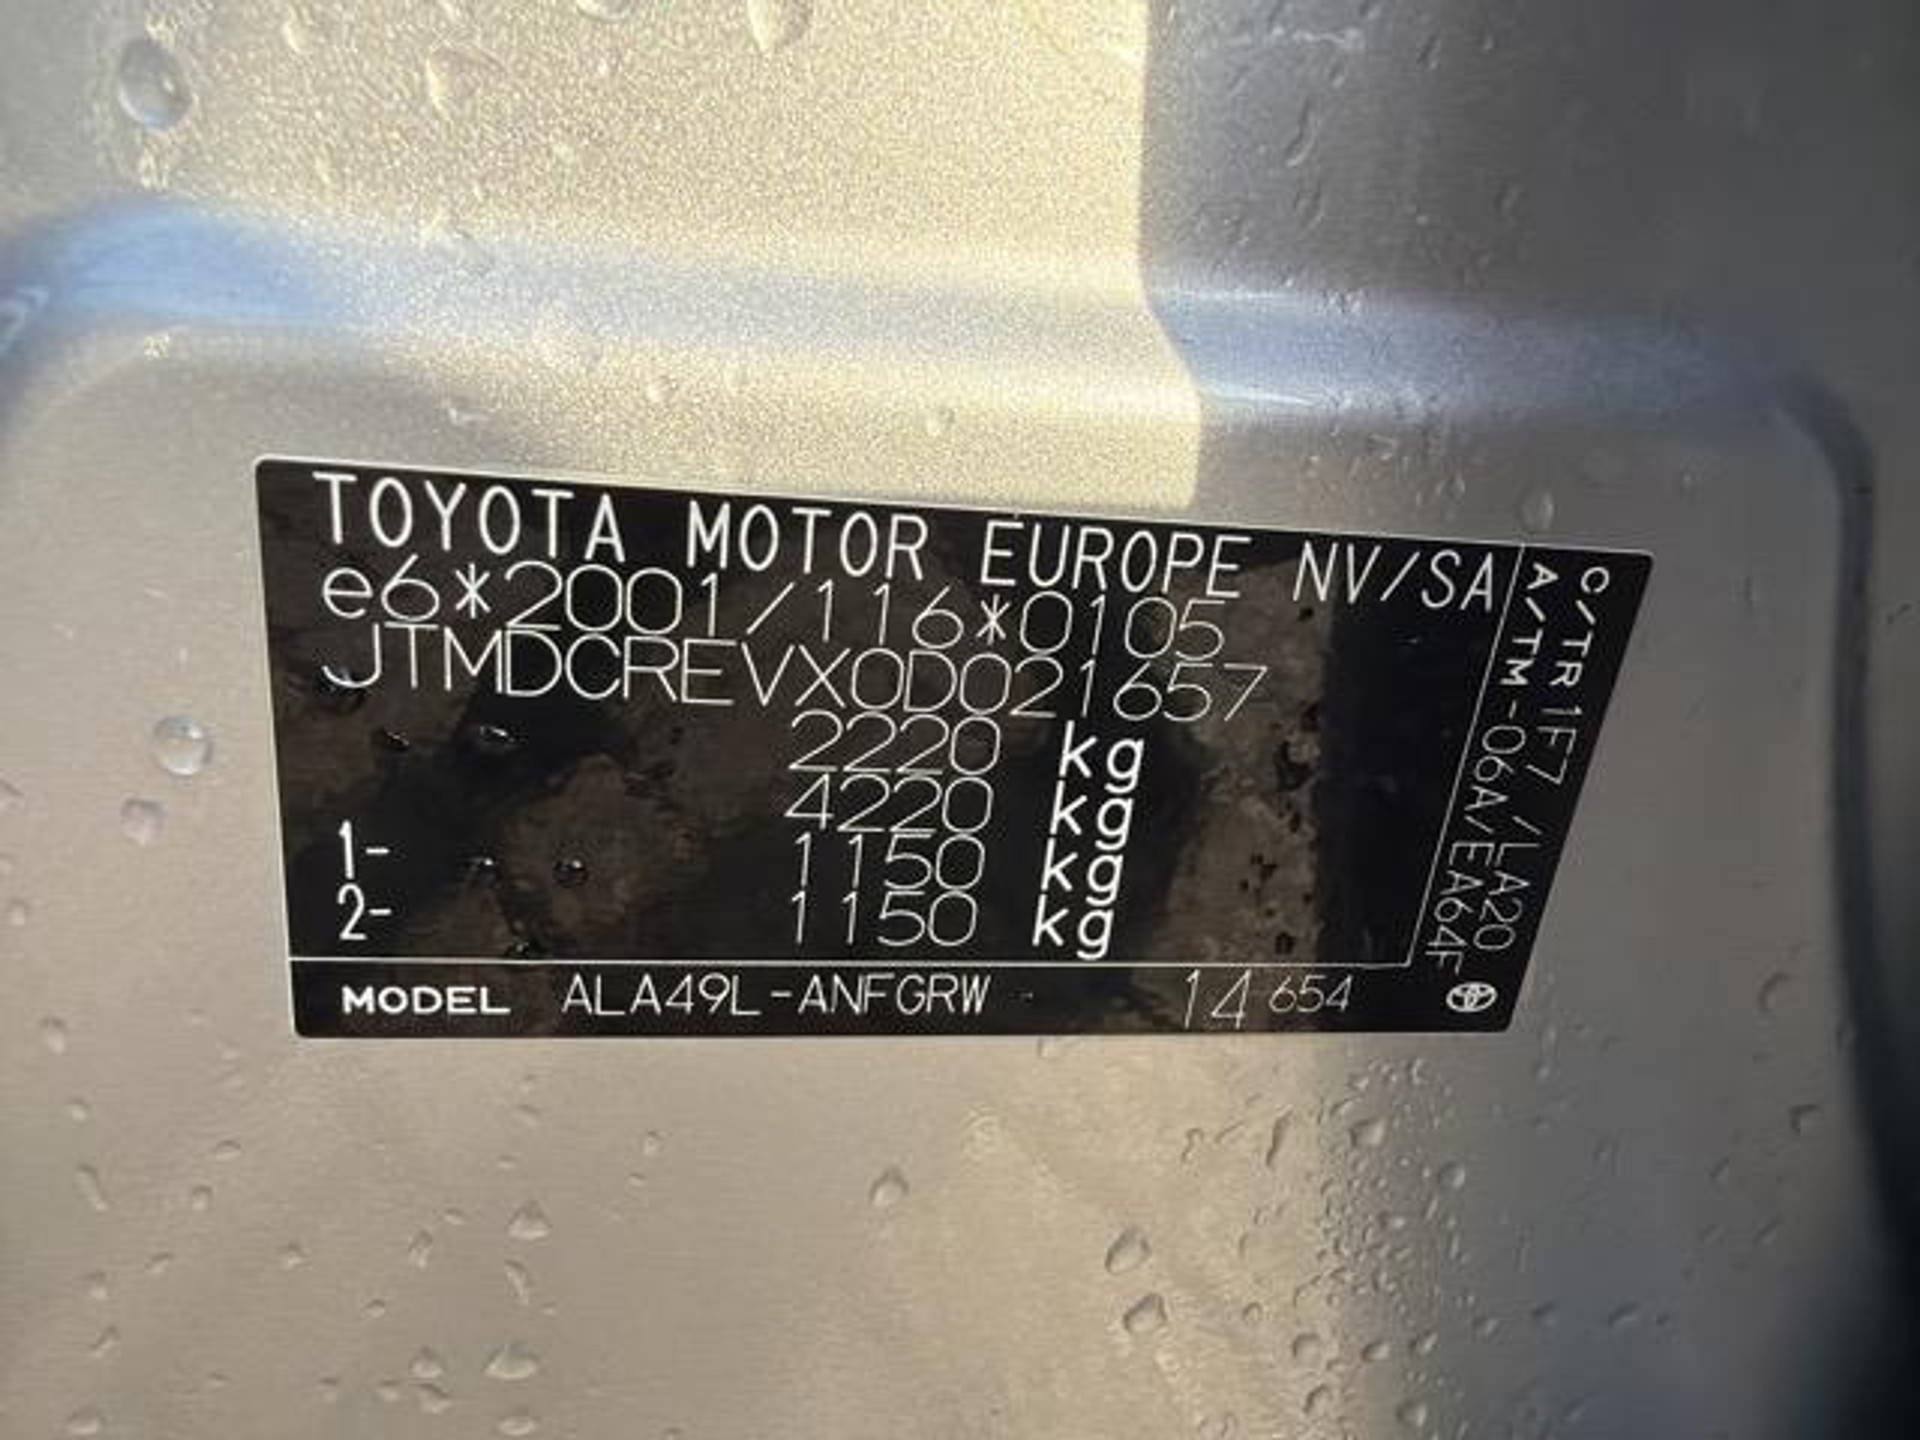 TOYOTA MOTOR EUROPE NV/SA
e6*2001/116*0105
JTMDCREVX0D021657
2220 kg
4220 kg
1- 1150 kg
2- 1150 kg
C/TR 1F7 /LA20
A/TM-06A/EA64F
MODEL ALA49L-ANFGRW 14 654